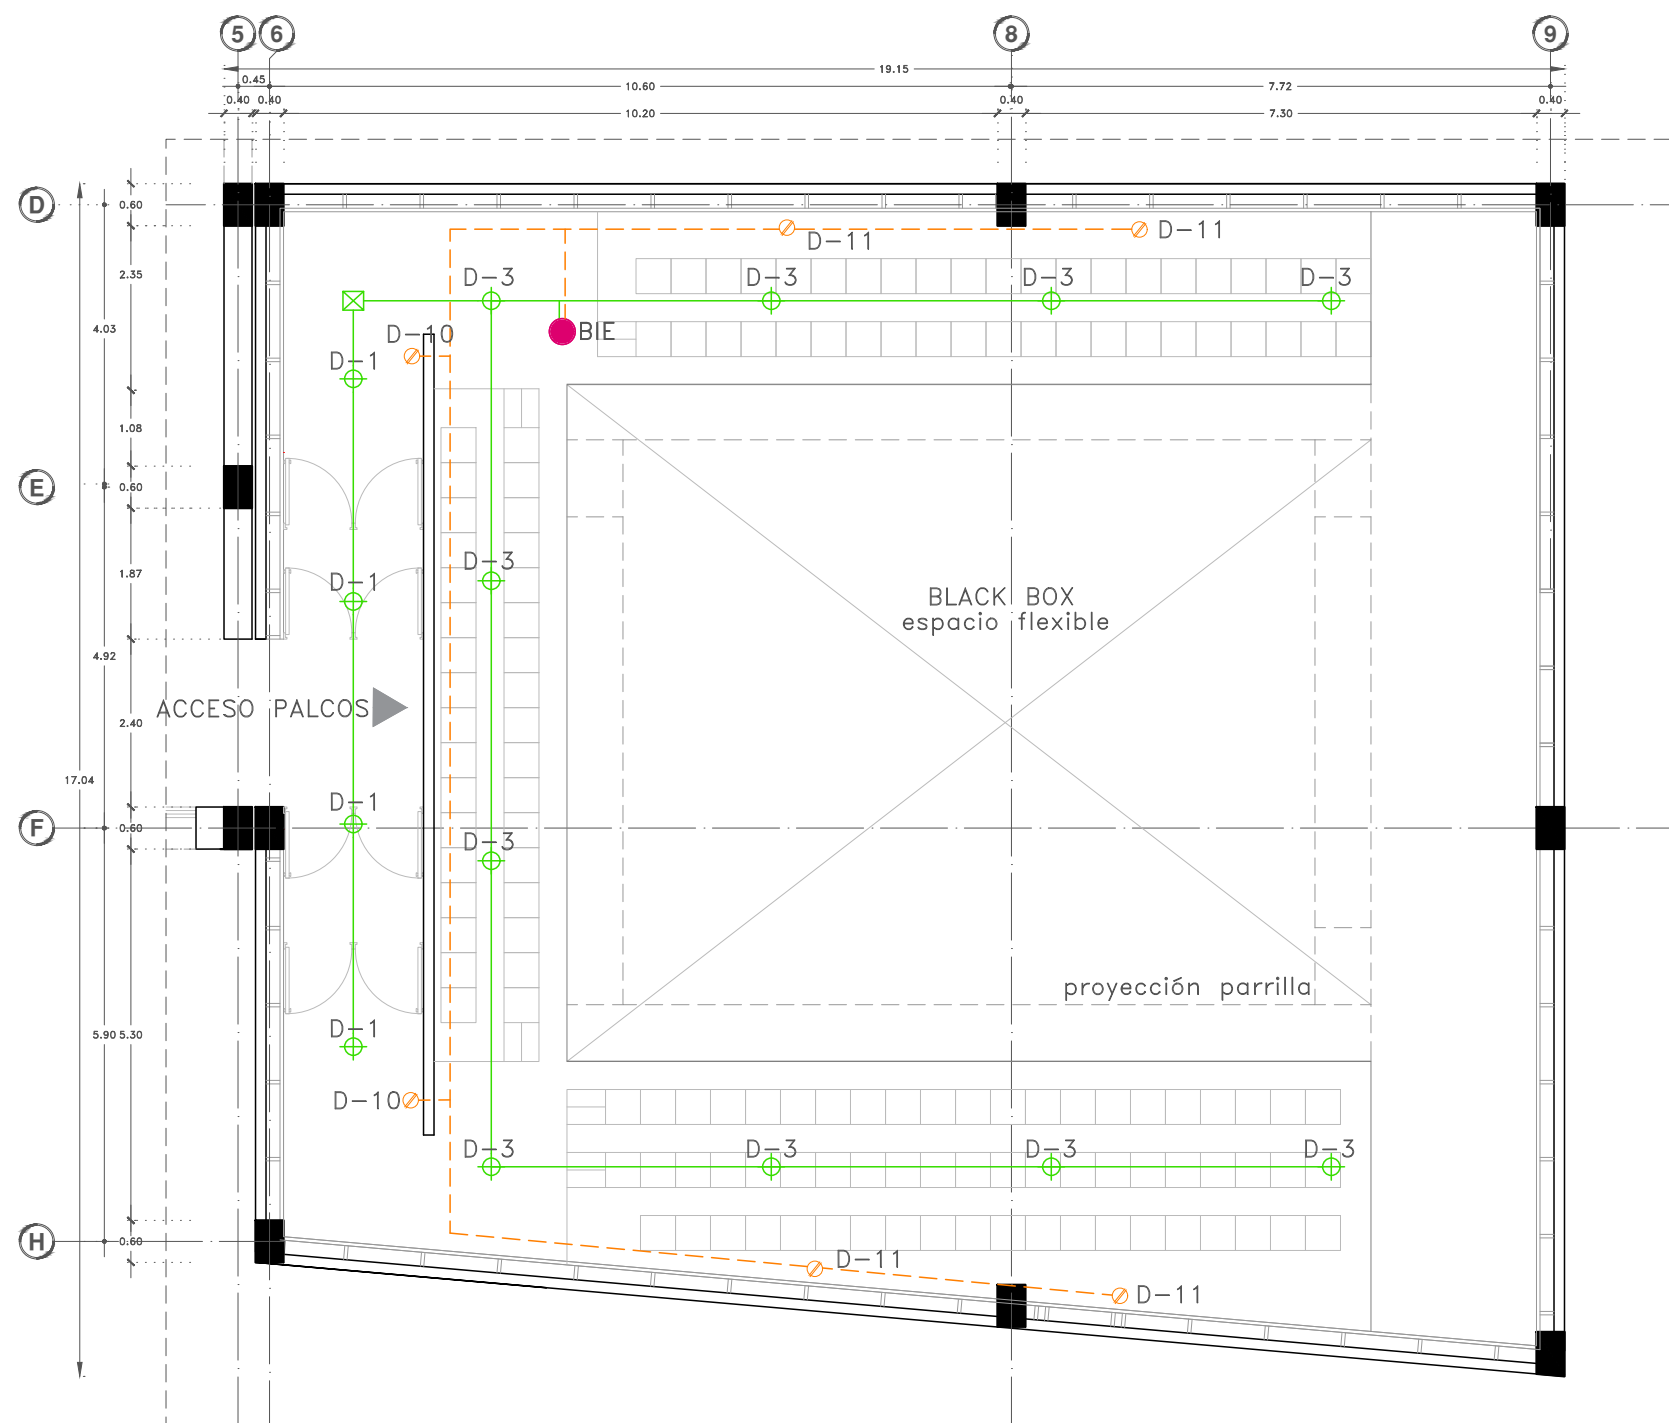 5 6 8 9
19.15
0.45 10.60 7.72
0.40 0.40 10.20 0.40 7.30 0.40
D 0.60
D-11 D-11
2.35
D-3 D-3 D-3 D-3
4.03
D-10 BIE
D-1
1.08
E 0.60
D-3
1.87 D-1
BLACK BOX
espacio flexible
4.92
ACCESO PALCOS
2.40
17.04
D-1
F 0.60
D-3
proyección parrilla
5.90 5.30 D-1
D-10
D-3 D-3 D-3 D-3
H 0.60
D-11
D-11